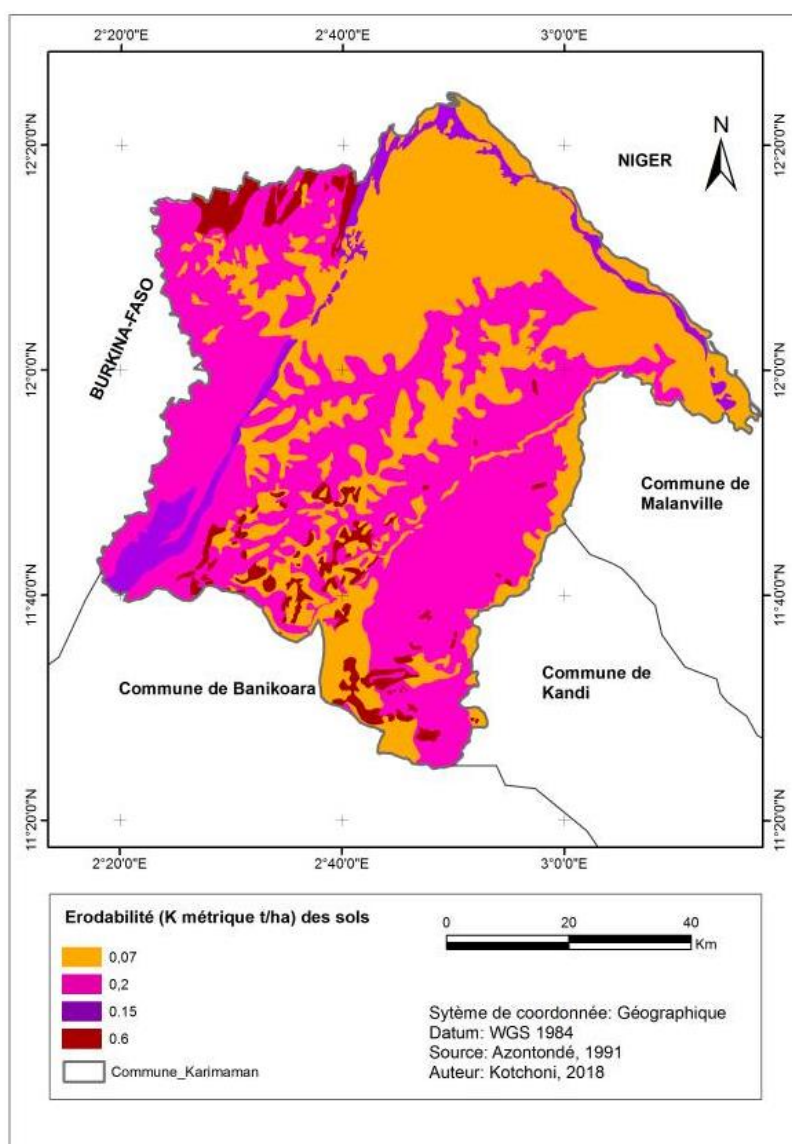 2°20'0"E 2°40'0"E 3°0'0"E
12°20'0"N 12°20'0"N
N
NIGER
BURKINA-FASO
12°0'0"N 12°0'0"N
Commune de
Malanville
11°40'0"N 11°40'0"N
Commune de Banikoara
Commune de
Kandi
11°20'0"N 11°20'0"N
2°20'0"E 2°40'0"E 3°0'0"E
Erodabilité (K métrique t/ha) des sols
0,07
0,2
0.15
0.6
Commune_Karimaman
0 20 40
Km
Sytème de coordonnée: Géographique
Datum: WGS 1984
Source: Azontondé, 1991
Auteur: Kotchoni, 2018